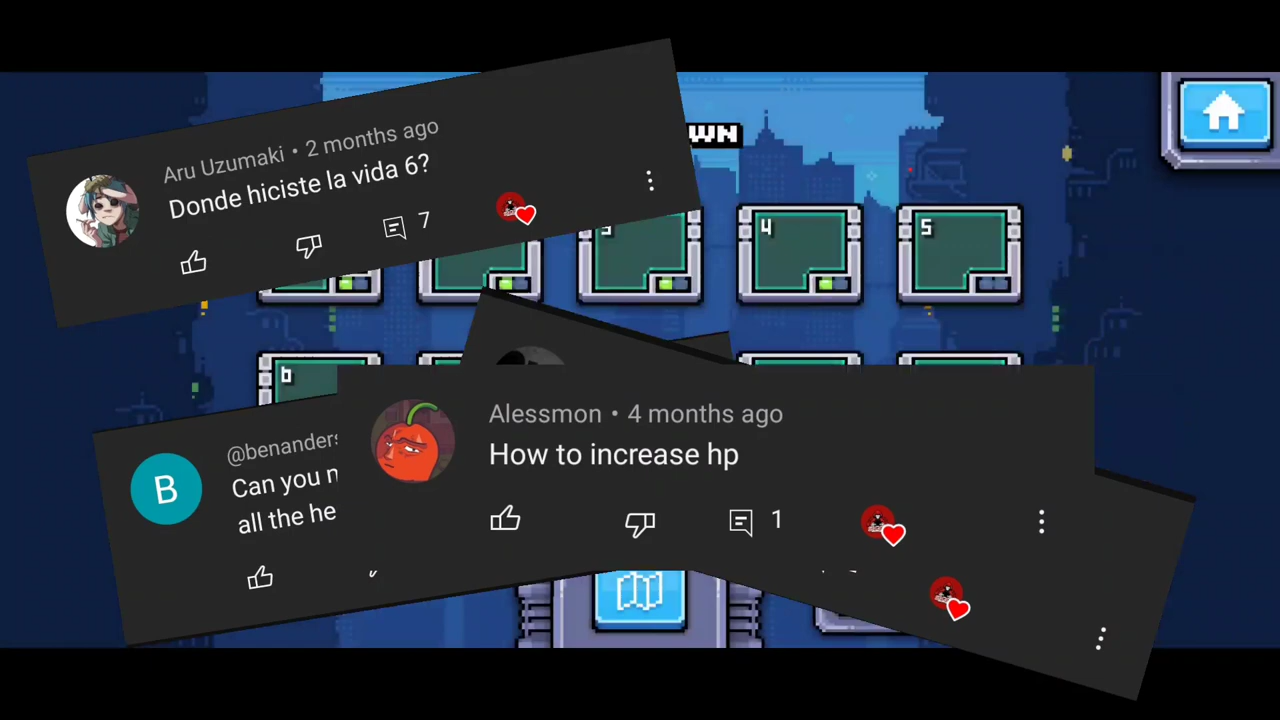 Aru Uzumaki • 2 months ago
Donde hiciste la vida 6?
7
WN
3
4
5
6
B
@benanders
Can you
all the he
Alessmon • 4 months ago
How to increase hp
1